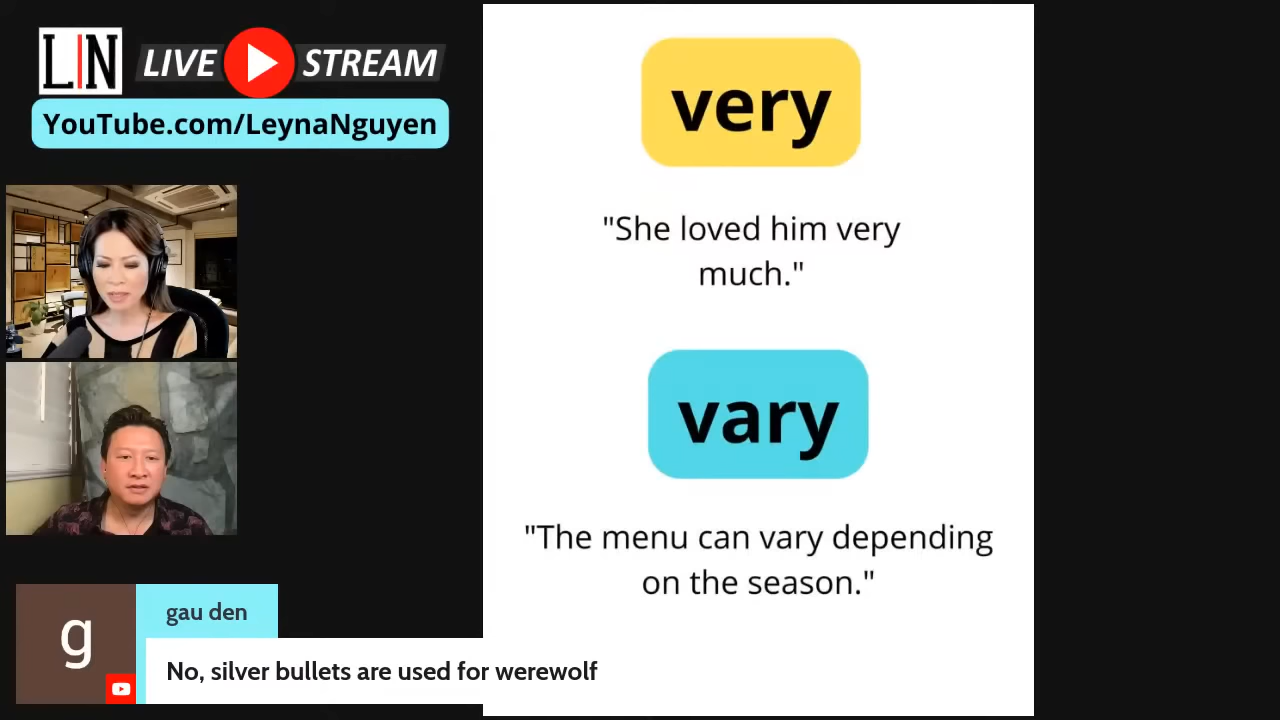 LIN LIVE STREAM
YouTube.com/LeynaNguyen
very
"She loved him very
much."
vary
"The menu can vary depending
on the season."
g
gau den
No, silver bullets are used for werewolf